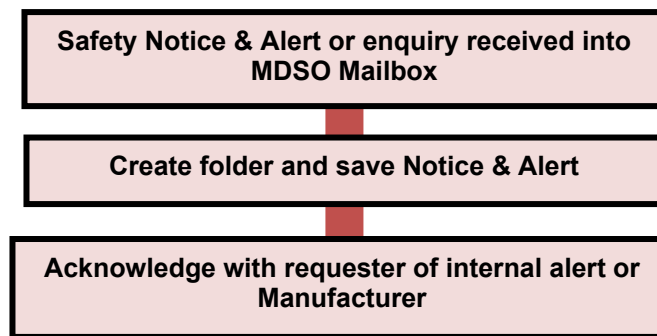 Safety Notice & Alert or enquiry received into
MDSO Mailbox
Create folder and save Notice & Alert
Acknowledge with requester of internal alert or
Manufacturer